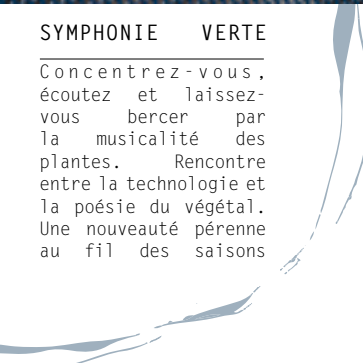 SYMPHONIE VERTE
Concentrez-vous,
écoutez et laissez-
vous bercer par
la musicalité des
plantes. Rencontre
entre la technologie et
la poésie du végétal.
Une nouveauté pérenne
au fil des saisons